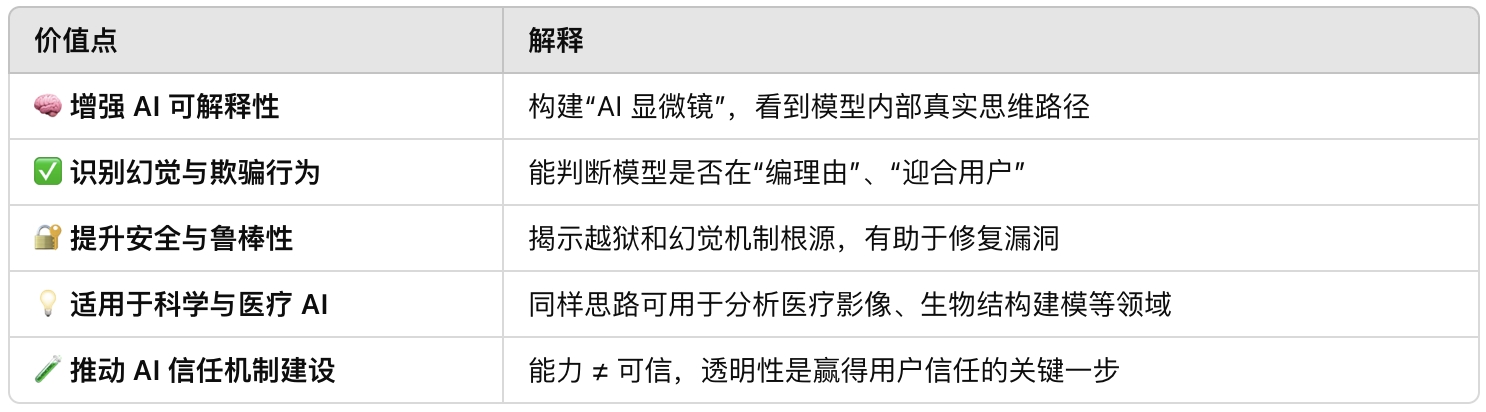 价值点 解释
🧠 增强 AI 可解释性 构建“AI 显微镜”，看到模型内部真实思维路径
✅ 识别幻觉与欺骗行为 能判断模型是否在“编理由”、“迎合用户”
🔐 提升安全与鲁棒性 揭示越狱和幻觉机制根源，有助于修复漏洞
💡 适用于科学与医疗 AI 同样思路可用于分析医疗影像、生物结构建模等领域
🧪 推动 AI 信任机制建设 能力 ≠ 可信，透明性是赢得用户信任的关键一步